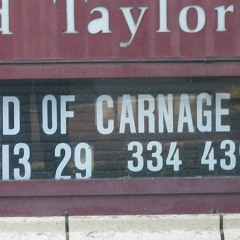 d Taylor
D OF CARNAGE
13 29 334 43